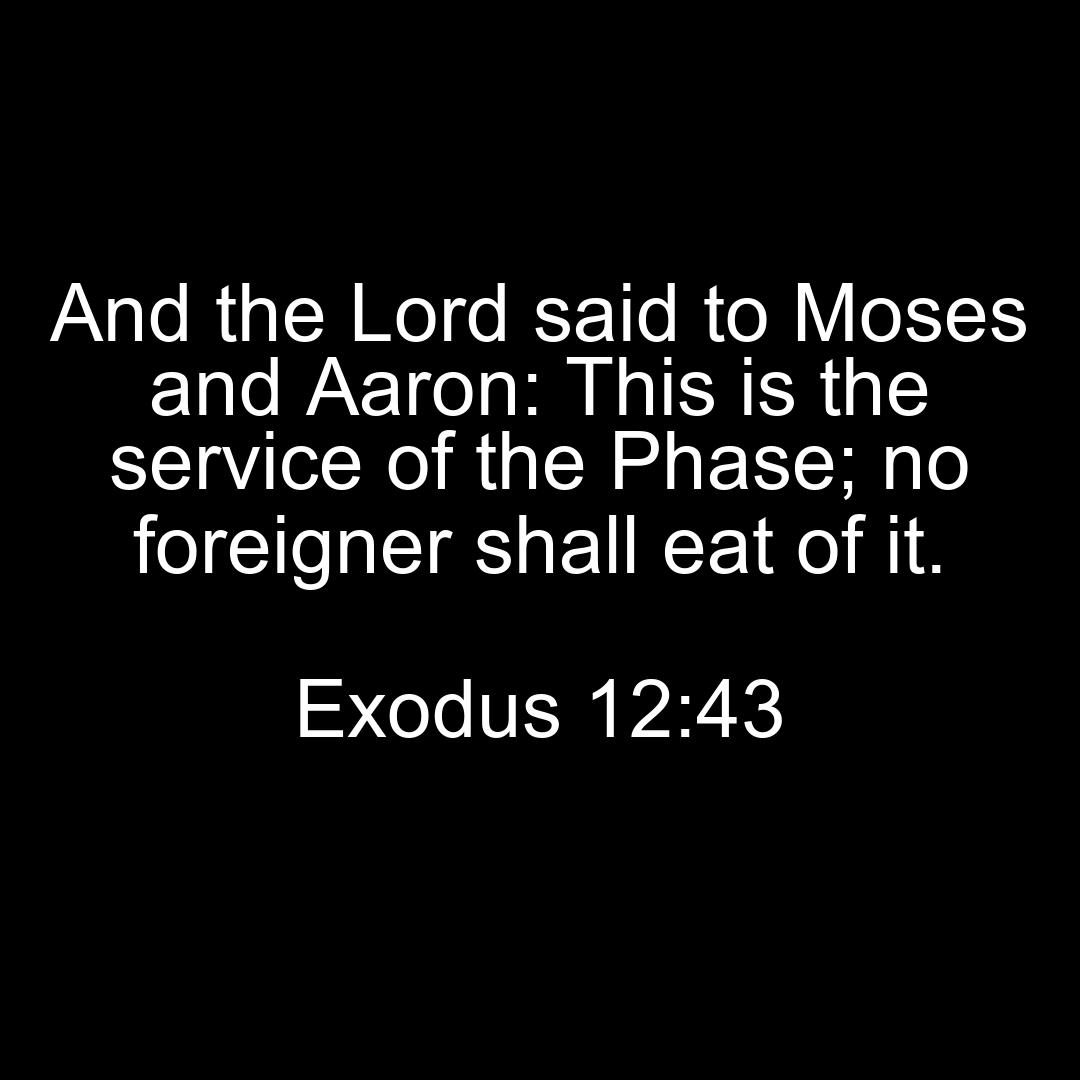 And the Lord said to Moses
and Aaron: This is the
service of the Phase; no
foreigner shall eat of it.
Exodus 12:43